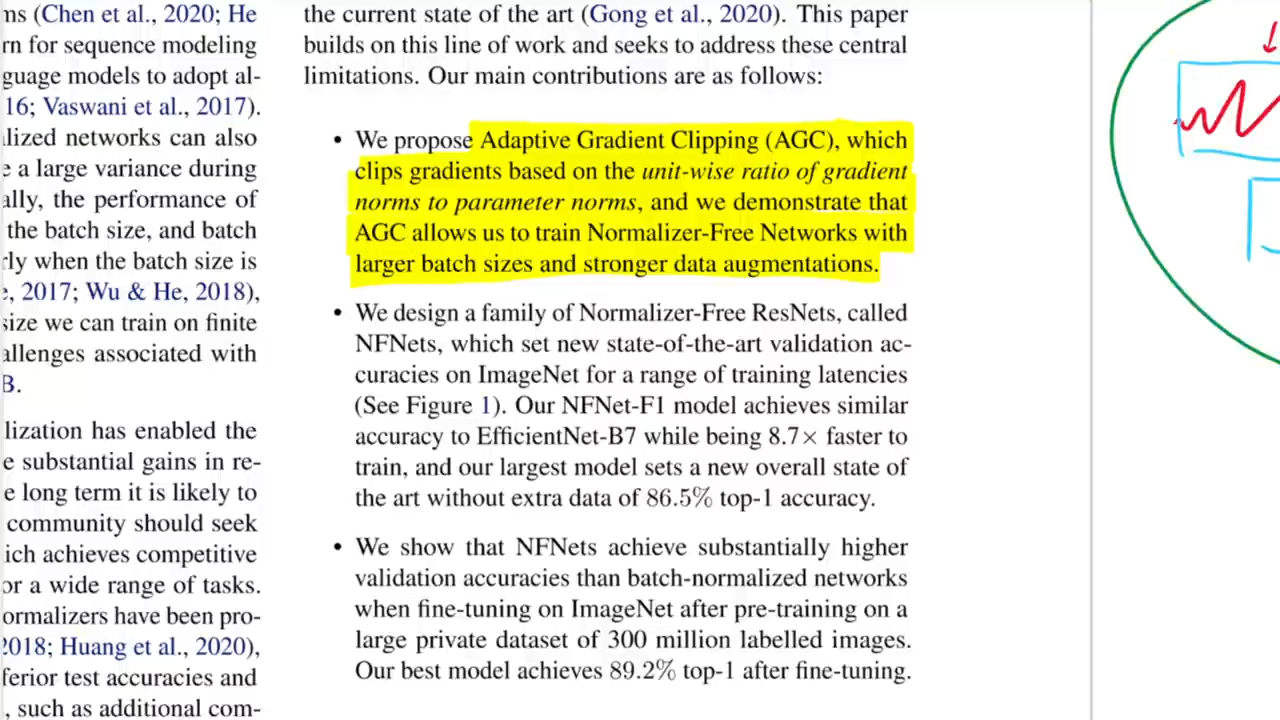 ms (Chen et al., 2020; He
rn for sequence modeling
guage models to adopt al-
16; Vaswani et al., 2017).
lized networks can also
e a large variance during
ally, the performance of
the batch size, and batch
rly when the batch size is
e, 2017; Wu & He, 2018),
size we can train on finite
allenges associated with
B.
lization has enabled the
e substantial gains in re-
e long term it is likely to
community should seek
ich achieves competitive
or a wide range of tasks.
ormalizers have been pro-
2018; Huang et al., 2020),
ferior test accuracies and
, such as additional com-
the current state of the art (Gong et al., 2020). This paper
builds on this line of work and seeks to address these central
limitations. Our main contributions are as follows:
• We propose Adaptive Gradient Clipping (AGC), which
clips gradients based on the unit-wise ratio of gradient
norms to parameter norms, and we demonstrate that
AGC allows us to train Normalizer-Free Networks with
larger batch sizes and stronger data augmentations.
• We design a family of Normalizer-Free ResNets, called
NFNets, which set new state-of-the-art validation ac-
curacies on ImageNet for a range of training latencies
(See Figure 1). Our NFNet-F1 model achieves similar
accuracy to EfficientNet-B7 while being 8.7× faster to
train, and our largest model sets a new overall state of
the art without extra data of 86.5% top-1 accuracy.
• We show that NFNets achieve substantially higher
validation accuracies than batch-normalized networks
when fine-tuning on ImageNet after pre-training on a
large private dataset of 300 million labelled images.
Our best model achieves 89.2% top-1 after fine-tuning.